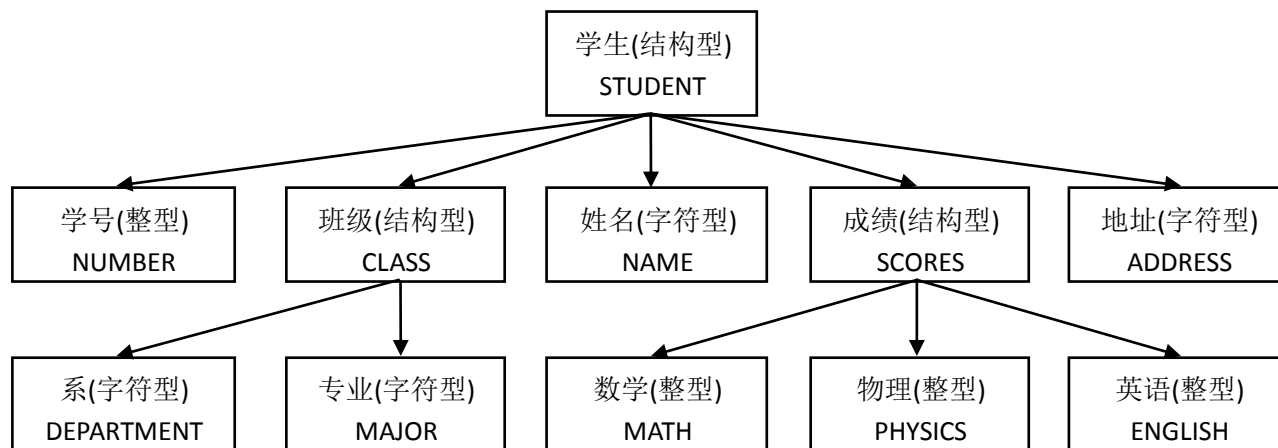 学生(结构型)
STUDENT
学号(整型)
NUMBER
班级(结构型)
CLASS
姓名(字符型)
NAME
成绩(结构型)
SCORES
地址(字符型)
ADDRESS
系(字符型)
DEPARTMENT
专业(字符型)
MAJOR
数学(整型)
MATH
物理(整型)
PHYSICS
英语(整型)
ENGLISH